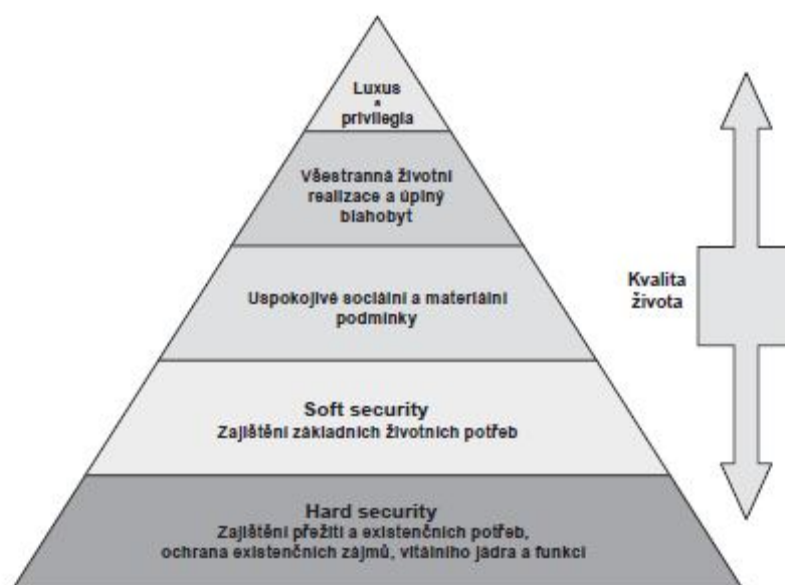 Luxus
a
privilegia
Všestranná životní
realizace a úplný
blahobyt
Uspokojivé sociální a materiální
podmínky
Kvalita
života
Soft security
Zajištění základních životních potřeb
Hard security
Zajištění přežití a existenčních potřeb,
ochrana existenčních zájmů, vitálního jádra a funkcí